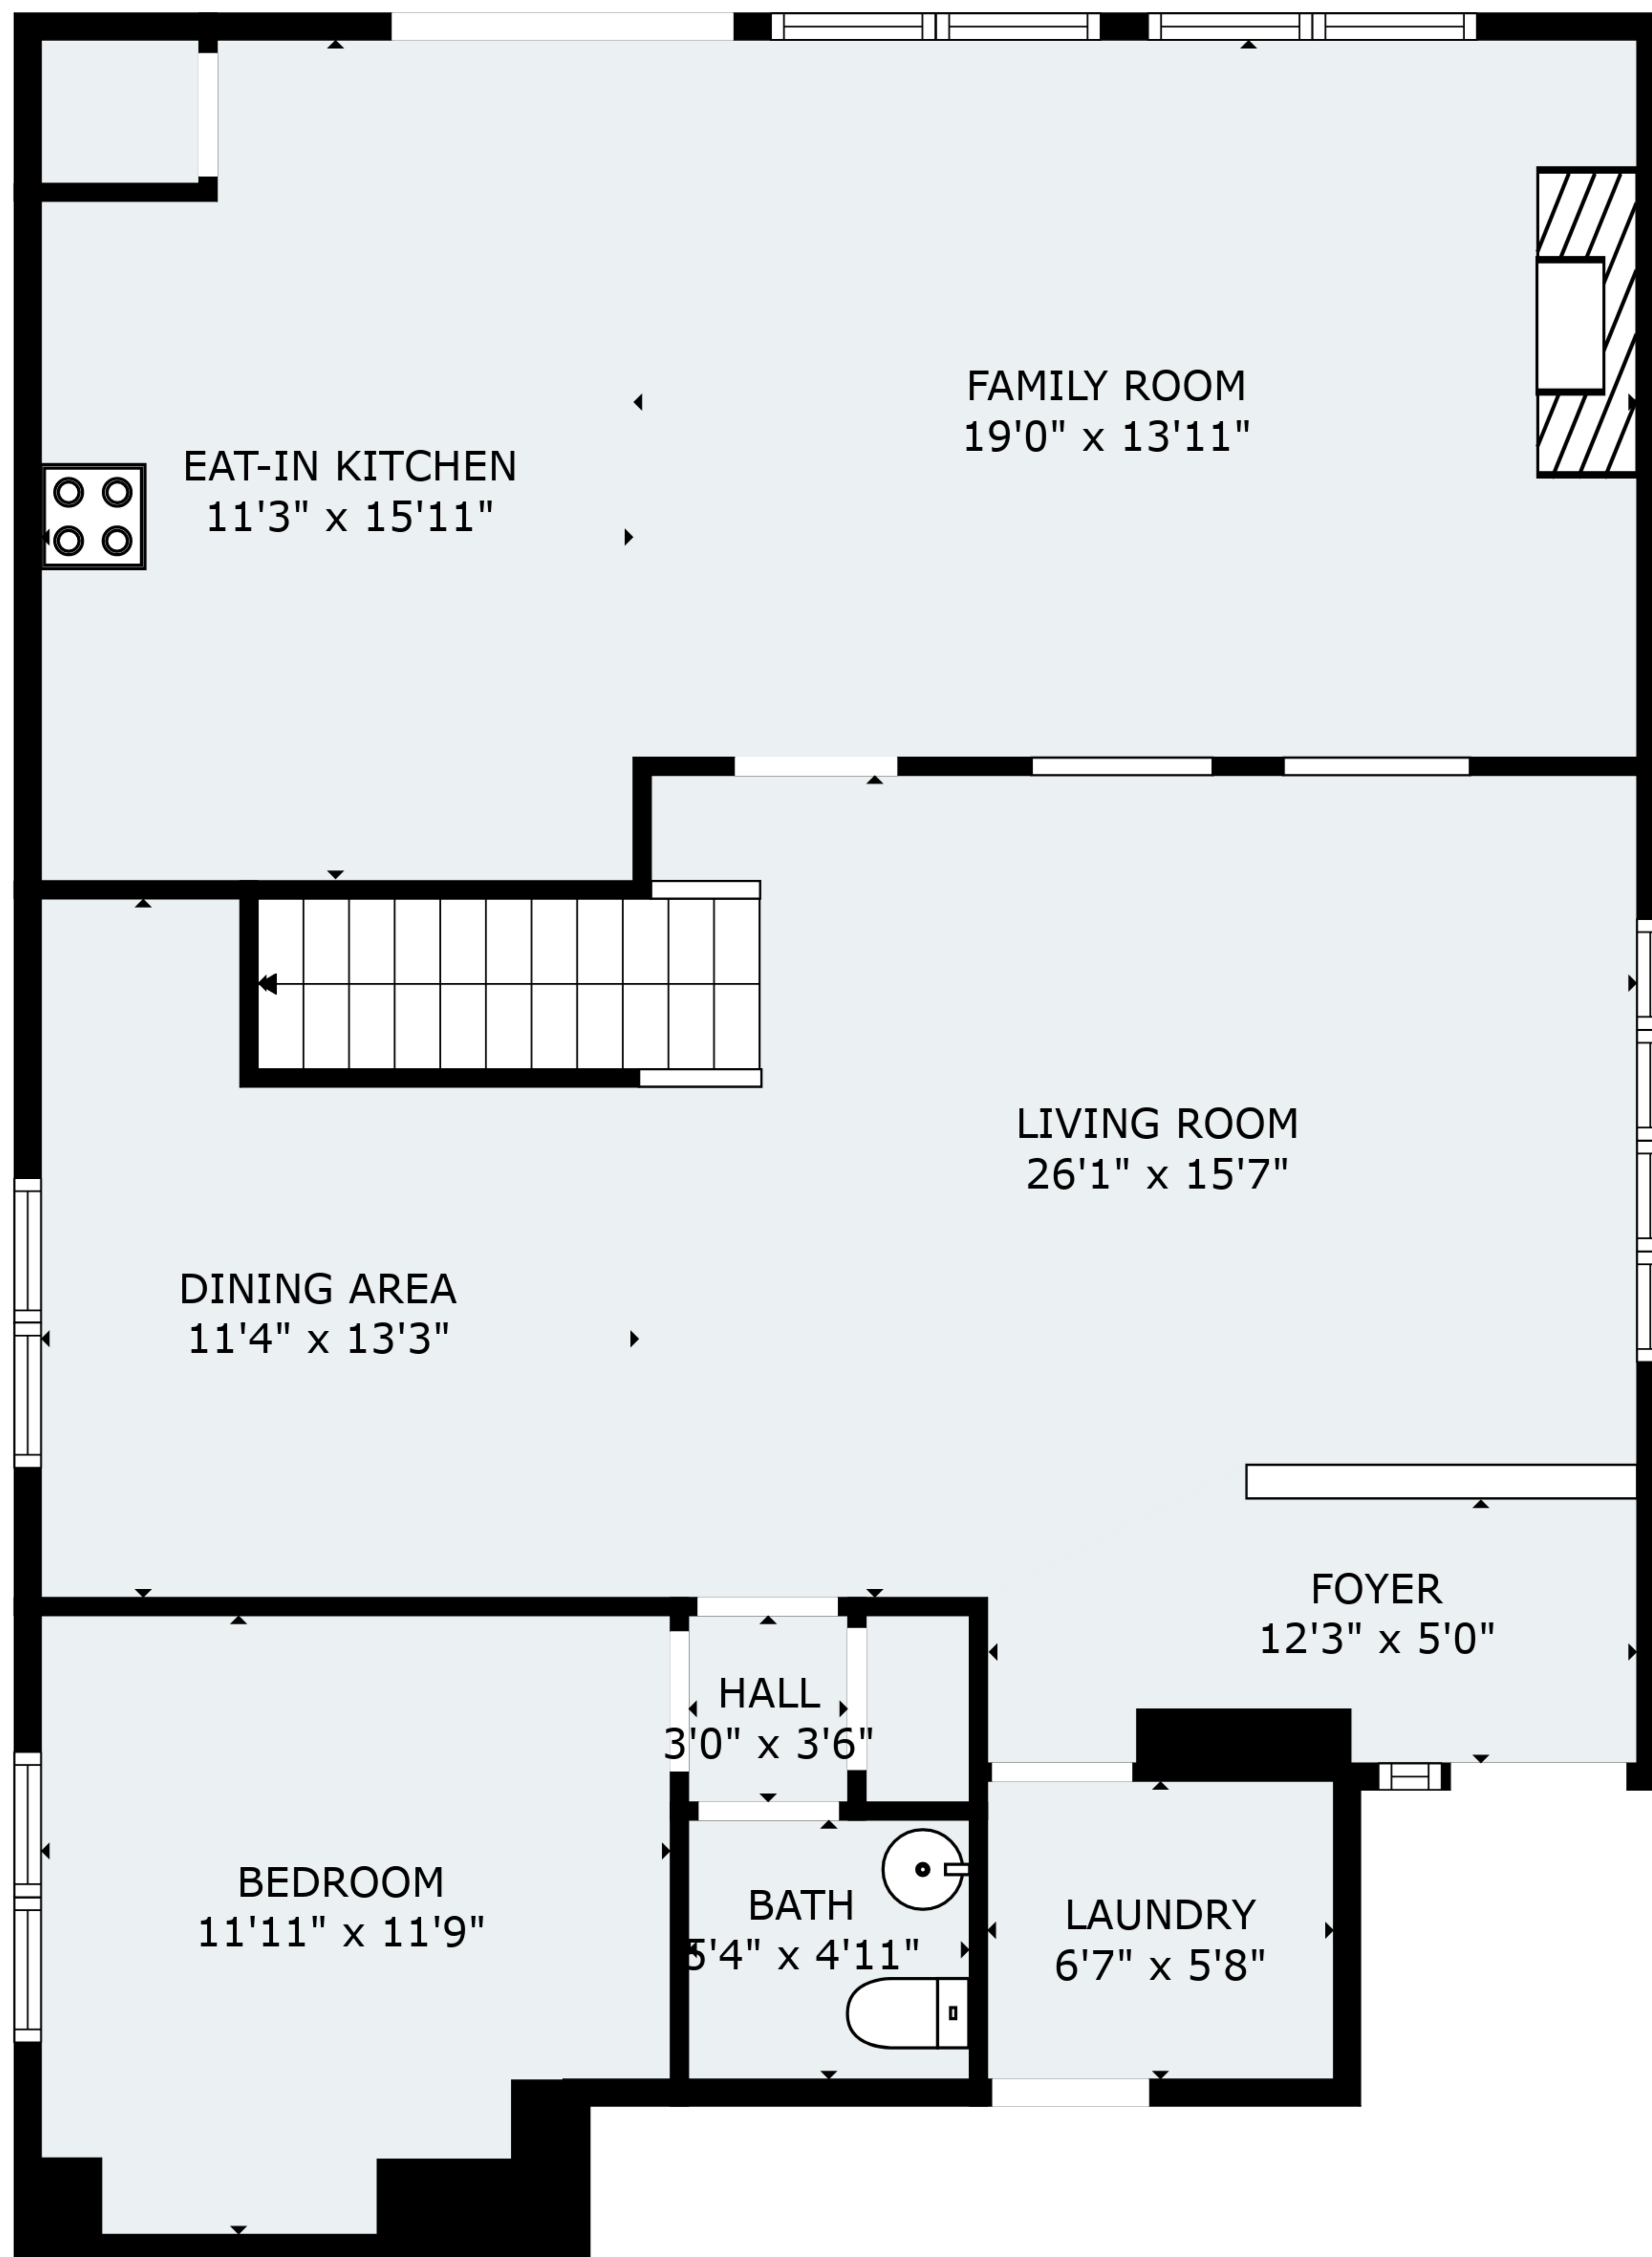 FAMILY ROOM
19'0" x 13'11"
EAT-IN KITCHEN
11'3" x 15'11"
LIVING ROOM
26'1" x 15'7"
DINING AREA
11'4" x 13'3"
FOYER
12'3" x 5'0"
HALL
3'0" x 3'6"
BEDROOM
11'11" x 11'9"
BATH
5'4" x 4'11"
LAUNDRY
6'7" x 5'8"